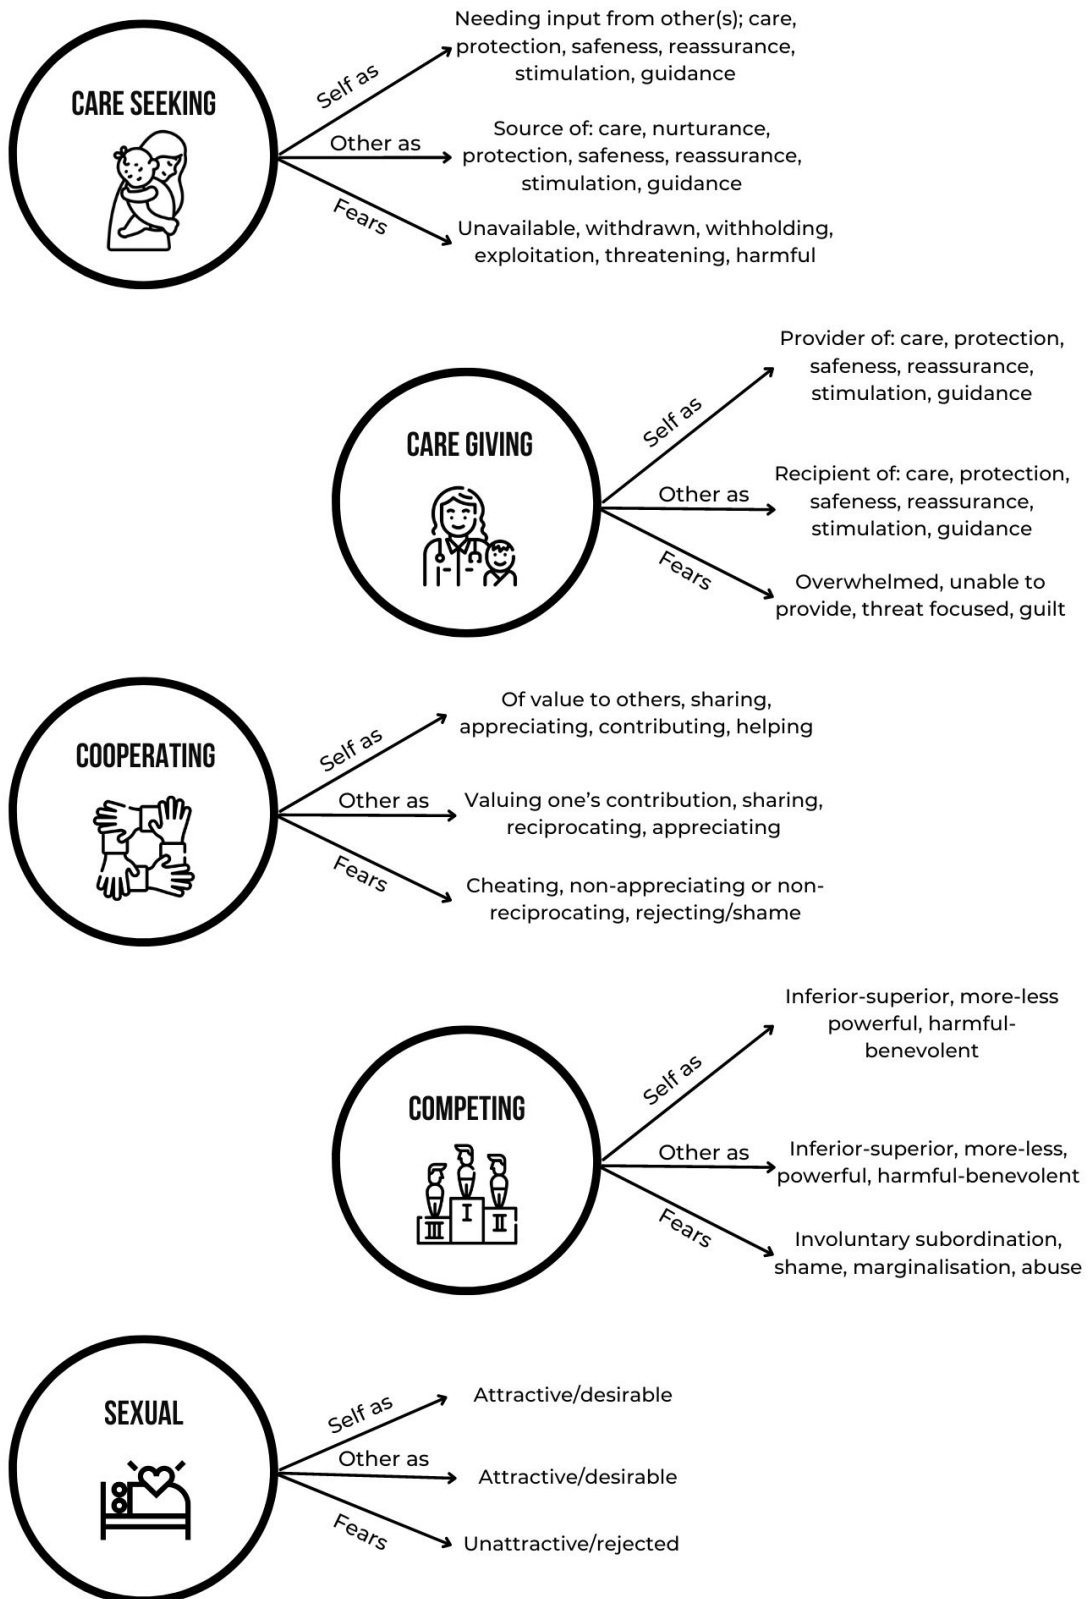 CARE SEEKING
Self as
Needing input from other(s); care,
protection, safeness, reassurance,
stimulation, guidance
Other as
Source of: care, nurturance,
protection, safeness, reassurance,
stimulation, guidance
Fears
Unavailable, withdrawn, withholding,
exploitation, threatening, harmful
CARE GIVING
Self as
Provider of: care, protection,
safeness, reassurance,
stimulation, guidance
Other as
Recipient of: care, protection,
safeness, reassurance,
stimulation, guidance
Fears
Overwhelmed, unable to
provide, threat focused, guilt
COOPERATING
Self as
Of value to others, sharing,
appreciating, contributing, helping
Other as
Valuing one's contribution, sharing,
reciprocating, appreciating
Fears
Cheating, non-appreciating or non-
reciprocating, rejecting/shame
COMPETING
III I II
Self as
Inferior-superior, more-less
powerful, harmful-
benevolent
Other as
Inferior-superior, more-less,
powerful, harmful-benevolent
Fears
Involuntary subordination,
shame, marginalisation, abuse
SEXUAL
Self as
Attractive/desirable
Other as
Attractive/desirable
Fears
Unattractive/rejected